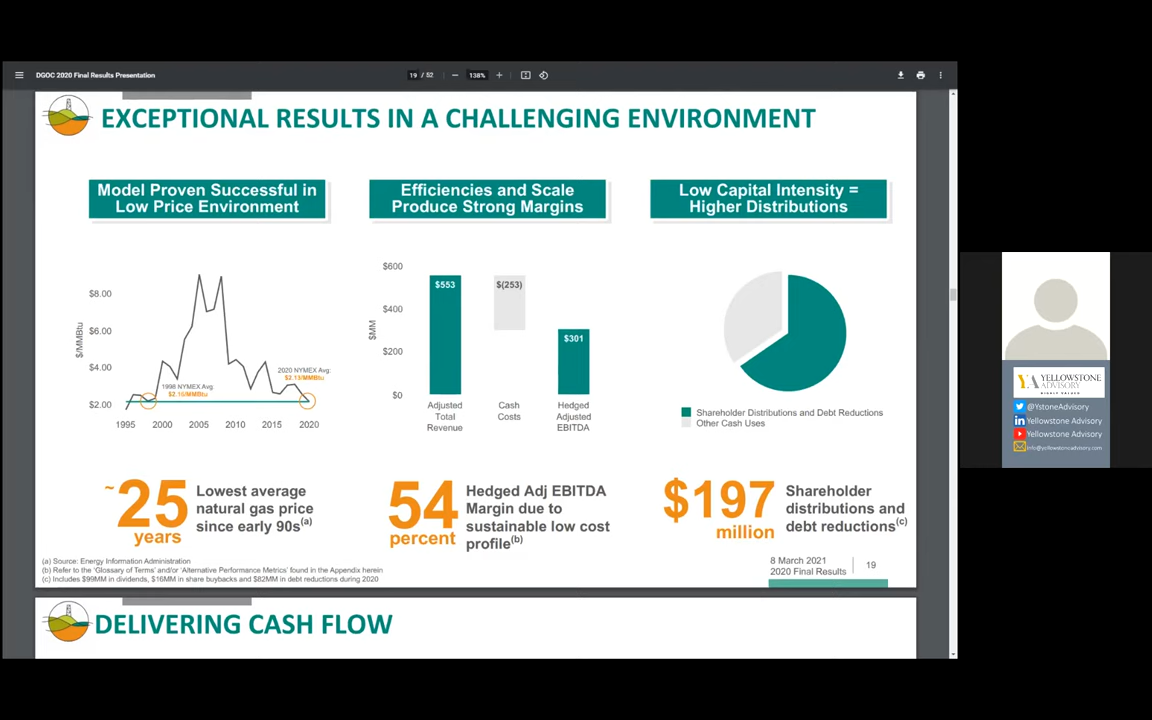 DGOC 2020 Final Results Presentation
19 / 52
138%
EXCEPTIONAL RESULTS IN A CHALLENGING ENVIRONMENT
Model Proven Successful in
Low Price Environment
$/MMBtu
$8.00
$6.00
$4.00
$2.00
1998 NYMEX Avg:
2020 NYMEX Avg:
$2.13/MMBtu
1995
2000
2005
2010
2015
2020
~25
years
Lowest average
natural gas price
since early 90s(a)
Efficiencies and Scale
Produce Strong Margins
$MM
$600
$400
$200
$0
$553
$(253)
$301
Adjusted
Total
Revenue
Cash
Costs
Hedged
Adjusted
EBITDA
54
percent
Hedged Adj EBITDA
Margin due to
sustainable low cost
profile(b)
Low Capital Intensity =
Higher Distributions
Shareholder Distributions and Debt Reductions
Other Cash Uses
$197
million
Shareholder
distributions and
debt reductions(c)
(a) Source: Energy Information Administration
(b) Refer to the 'Glossary of Terms' and/or 'Alternative Performance Metrics' found in the Appendix herein
(c) Includes $99MM in dividends, $16MM in share buybacks and $82MM in debt reductions during 2020
8 March 2021
2020 Final Results
19
DELIVERING CASH FLOW
YA YELLOWSTONE
ADVISORY
HIGHLY VALUED
@YstoneAdvisory
Yellowstone Advisory
Yellowstone Advisory
info@yellowstoneadvisory.com